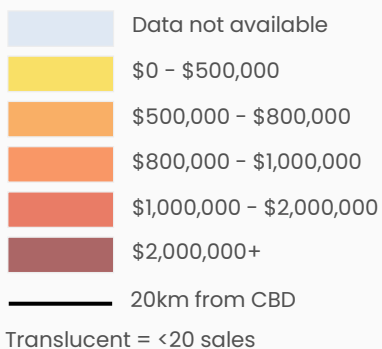 Data not available
$0 - $500,000
$500,000 - $800,000
$800,000 - $1,000,000
$1,000,000 - $2,000,000
$2,000,000+
20km from CBD
Translucent = <20 sales